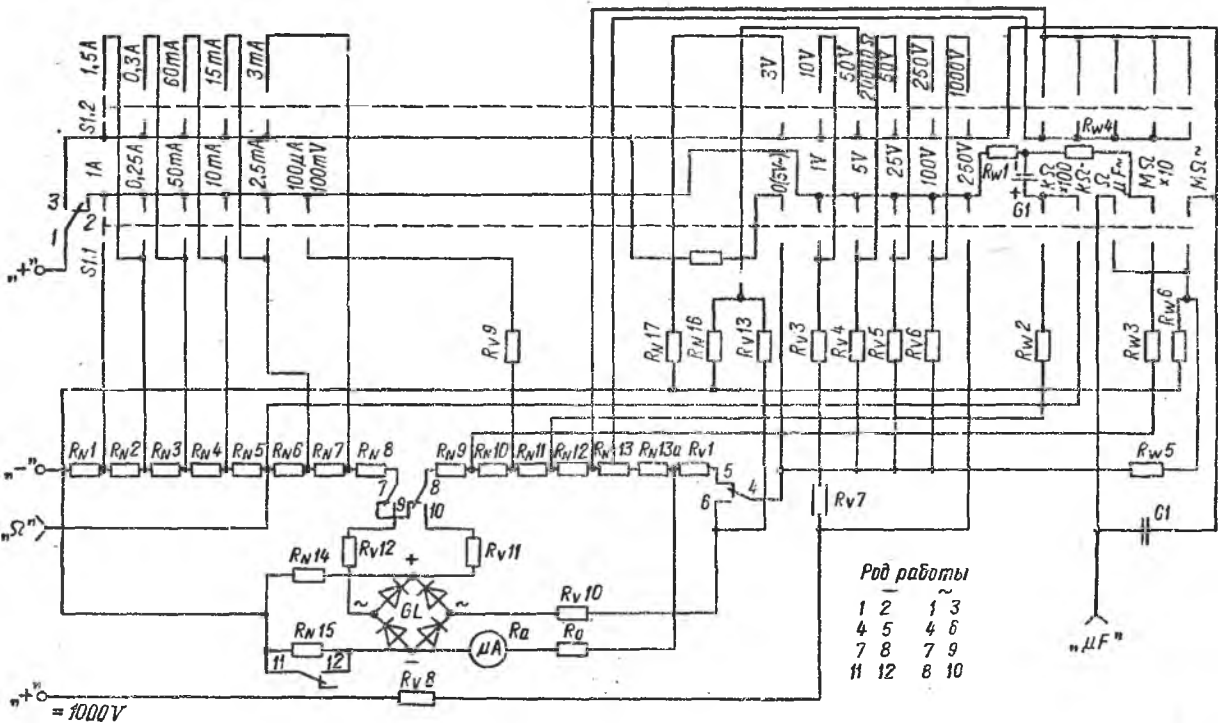 1,5A 0,3A 60mA 15mA 3mA 3V 10V 50V 20000Ω 50V 250V 1000V
S1.2
1A 0,25A 50mA 10mA 2,5mA 100μA 100mV 1V 5V 25V 100V 250V
Rw1 Rw4 kΩ ×100 kΩ- Ω μF~ MΩ ×10 MΩ~
+ G1
3 2 1
S1.1
„+"
Rv9 RN17 RN16 Rv13 Rv3 Rv4 Rv5 Rv6 Rw2 Rw3 Rw6
„-" RN1 RN2 RN3 RN4 RN5 RN6 RN7 RN8 RN9 RN10 RN11 RN12 RN13 RN13a Rv1 Rw5
7 9 8 10 5 4 6
„Ω"
Rv7 C1
RN14 Rv12 + Rv11
~ GL ~ Rv10
RN15 Ra R0
11 12 - μA
„+" Rv8
= 1000V
Род работы
– ~
1 2 1 3
4 5 4 6
7 8 7 9
11 12 8 10
„μF"